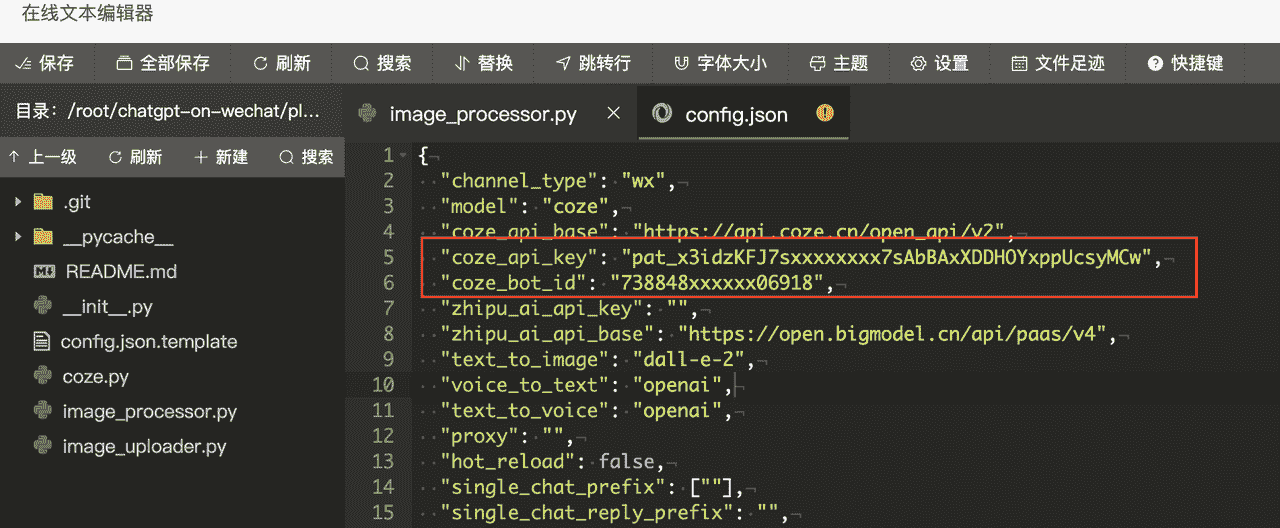 在线文本编辑器
保存 全部保存 刷新 搜索 替换 跳转行 字体大小 主题 设置 文件足迹 快捷键
目录：/root/chatgpt-on-wechat/pl...
image_processor.py
config.json
上一级 刷新 新建 搜索
.git
__pycache__
README.md
__init__.py
config.json.template
coze.py
image_processor.py
image_uploader.py
1 {
2 "channel_type": "wx",
3 "model": "coze",
4 "coze_api_base": "https://api.coze.cn/open_api/v2",
5 "coze_api_key": "pat_x3idzKFJ7sxxxxxxxx7sAbBAxXDDHOYxppUcsyMCw",
6 "coze_bot_id": "738848xxxxxx06918",
7 "zhipu_ai_api_key": "",
8 "zhipu_ai_api_base": "https://open.bigmodel.cn/api/paas/v4",
9 "text_to_image": "dall-e-2",
10 "voice_to_text": "openai",
11 "text_to_voice": "openai",
12 "proxy": "",
13 "hot_reload": false,
14 "single_chat_prefix": [""],
15 "single_chat_reply_prefix": "",